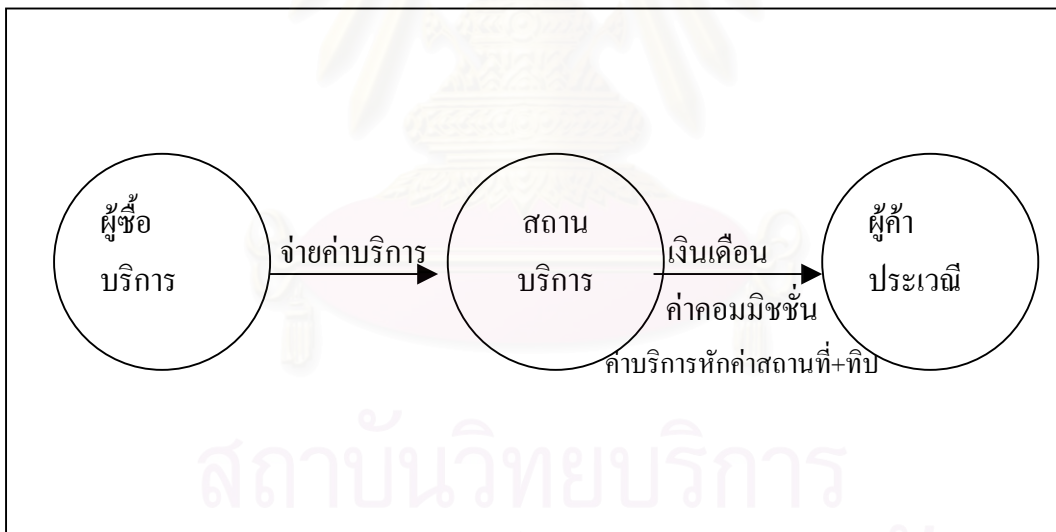 ผู้ซื้อ
บริการ
จ่ายค่าบริการ
สถาน
บริการ
เงินเดือน
ค่าคอมมิชชั่น
ค่าบริการหักค่าสถานที่+ทิป
ผู้ค้า
ประเวณี
สถาบันวิทยบริการ